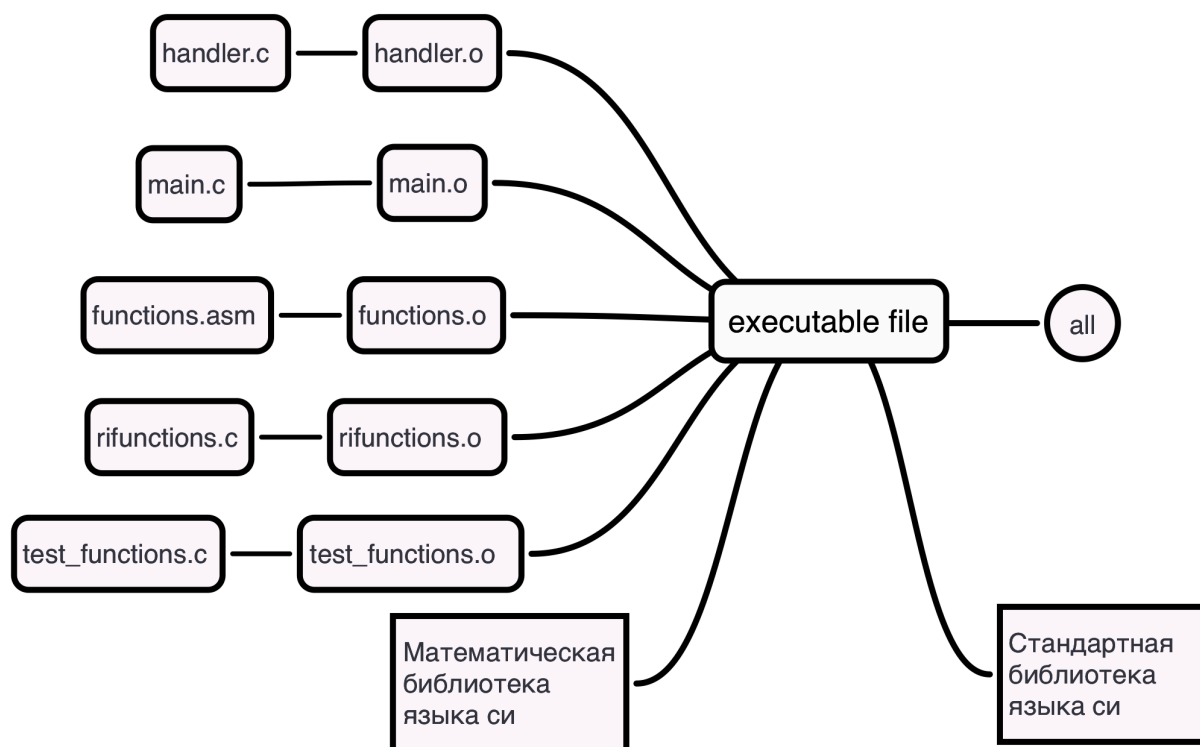 handler.c
handler.o
main.c
main.o
functions.asm
functions.o
executable file
all
rifunctions.c
rifunctions.o
test_functions.c
test_functions.o
Математическая
библиотека
языка си
Стандартная
библиотека
языка си